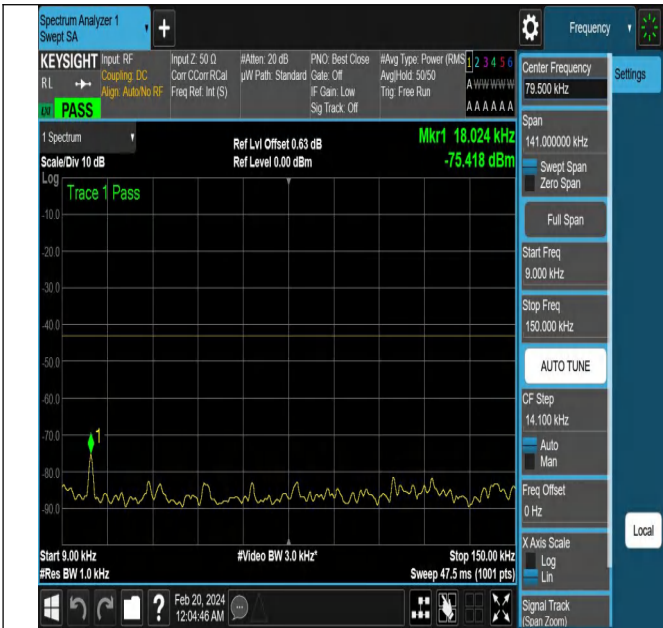 Spectrum Analyzer 1
Swept SA
+
Frequency
KEYSIGHT
R L
PASS
Input: RF
Coupling: DC
Align: Auto/No RF
Input Z: 50 Ω
Corr CCorr RCal
Freq Ref: Int (S)
#Atten: 20 dB
µW Path: Standard
PNO: Best Close
Gate: Off
IF Gain: Low
Sig Track: Off
#Avg Type: Power (RMS
Avg|Hold: 50/50
Trig: Free Run
1 2 3 4 5 6
A W W W W W
A A A A A A
1 Spectrum
Scale/Div 10 dB
Log
Ref Lvl Offset 0.63 dB
Ref Level 0.00 dBm
Mkr1 18.024 kHz
-75.418 dBm
Trace 1 Pass
-10.0
-20.0
-30.0
-40.0
-50.0
-60.0
-70.0
-80.0
-90.0
1
Start 9.00 kHz
#Res BW 1.0 kHz
#Video BW 3.0 kHz*
Stop 150.00 kHz
Sweep 47.5 ms (1001 pts)
Feb 20, 2024
12:04:46 AM
Center Frequency
79.500 kHz
Settings
Span
141.000000 kHz
Swept Span
Zero Span
Full Span
Start Freq
9.000 kHz
Stop Freq
150.000 kHz
AUTO TUNE
CF Step
14.100 kHz
Auto
Man
Freq Offset
0 Hz
X Axis Scale
Log
Lin
Local
Signal Track
(Span Zoom)